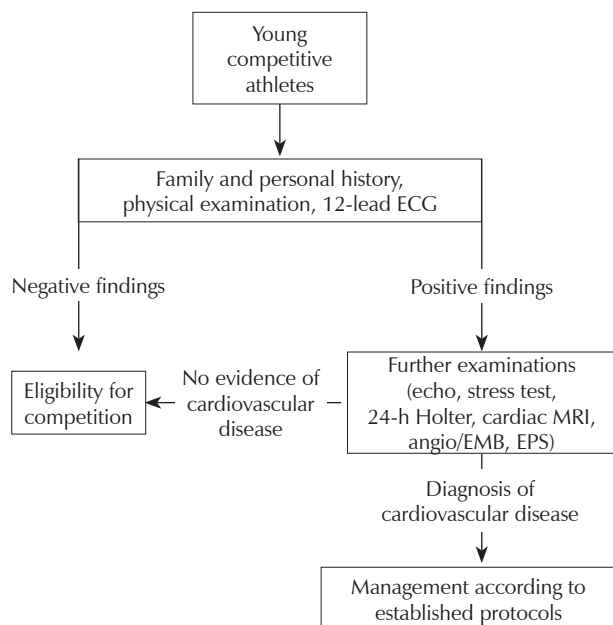 Young
competitive
athletes
Family and personal history,
physical examination, 12-lead ECG
Negative findings
Positive findings
Eligibility for
competition
No evidence of
cardiovascular
disease
Further examinations
(echo, stress test,
24-h Holter, cardiac MRI,
angio/EMB, EPS)
Diagnosis of
cardiovascular disease
Management according to
established protocols